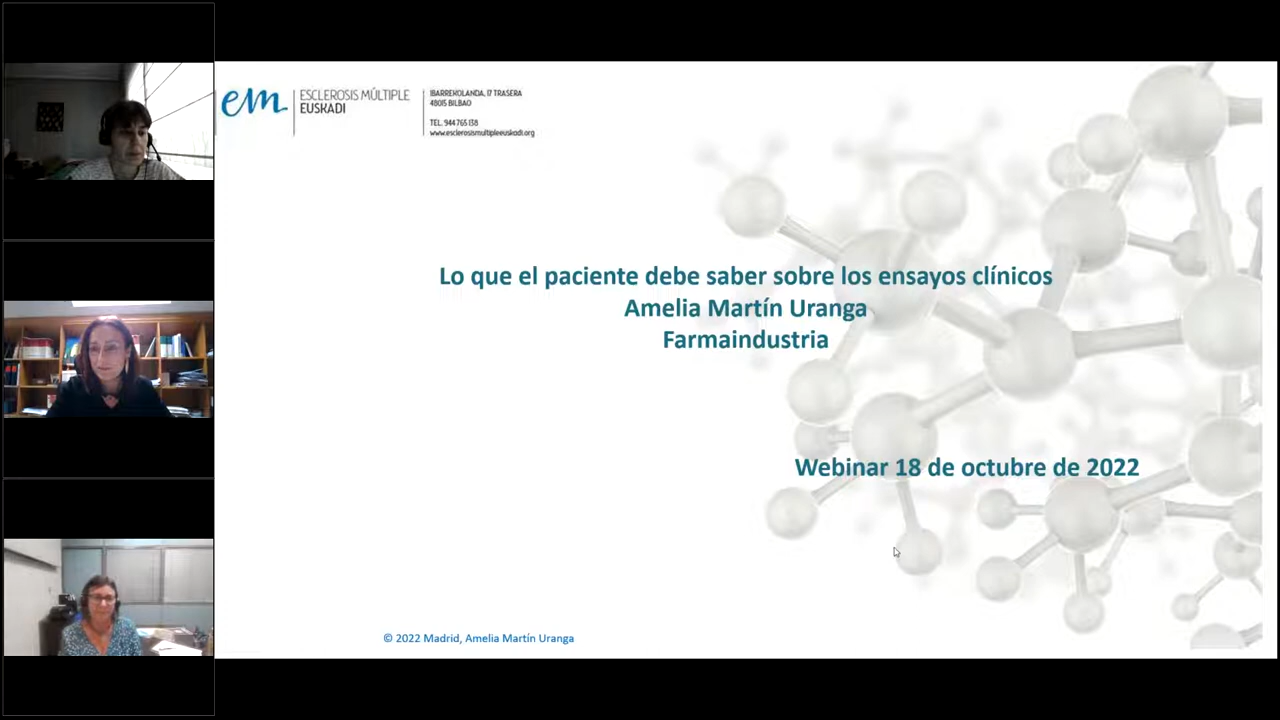 em
ESCLEROSIS MÚLTIPLE
EUSKADI
IBARREKOLANDA, 17 TRASERA
48015 BILBAO
TEL. 944 765 138
www.esclerosismultipleeuskadi.org
Lo que el paciente debe saber sobre los ensayos clínicos
Amelia Martín Uranga
Farmaindustria
Webinar 18 de octubre de 2022
© 2022 Madrid, Amelia Martín Uranga